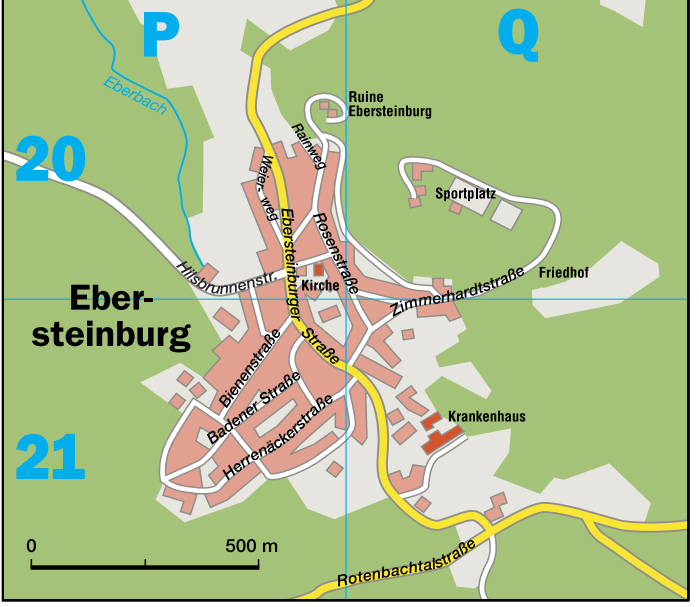 P
Q
Eberbach
Ruine
Ebersteinburg
20
Rainweg
Weier-
weg
Sportplatz
Ebersteinburger Straße
Rosenstraße
Hilsbrunnenstr.
Kirche
Zimmerhardtstraße
Friedhof
Eber-
steinburg
Bienenstraße
Badener Straße
Herrenäckerstraße
Krankenhaus
21
0
500 m
Rotenbachtalstraße